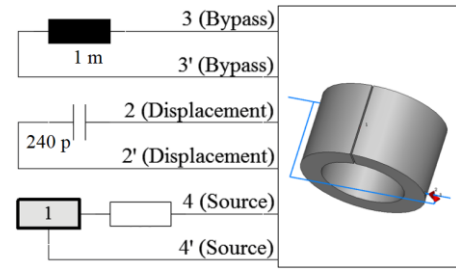 3 (Bypass)
1 m
3' (Bypass)
2 (Displacement)
240 p
2' (Displacement)
1
4 (Source)
4' (Source)